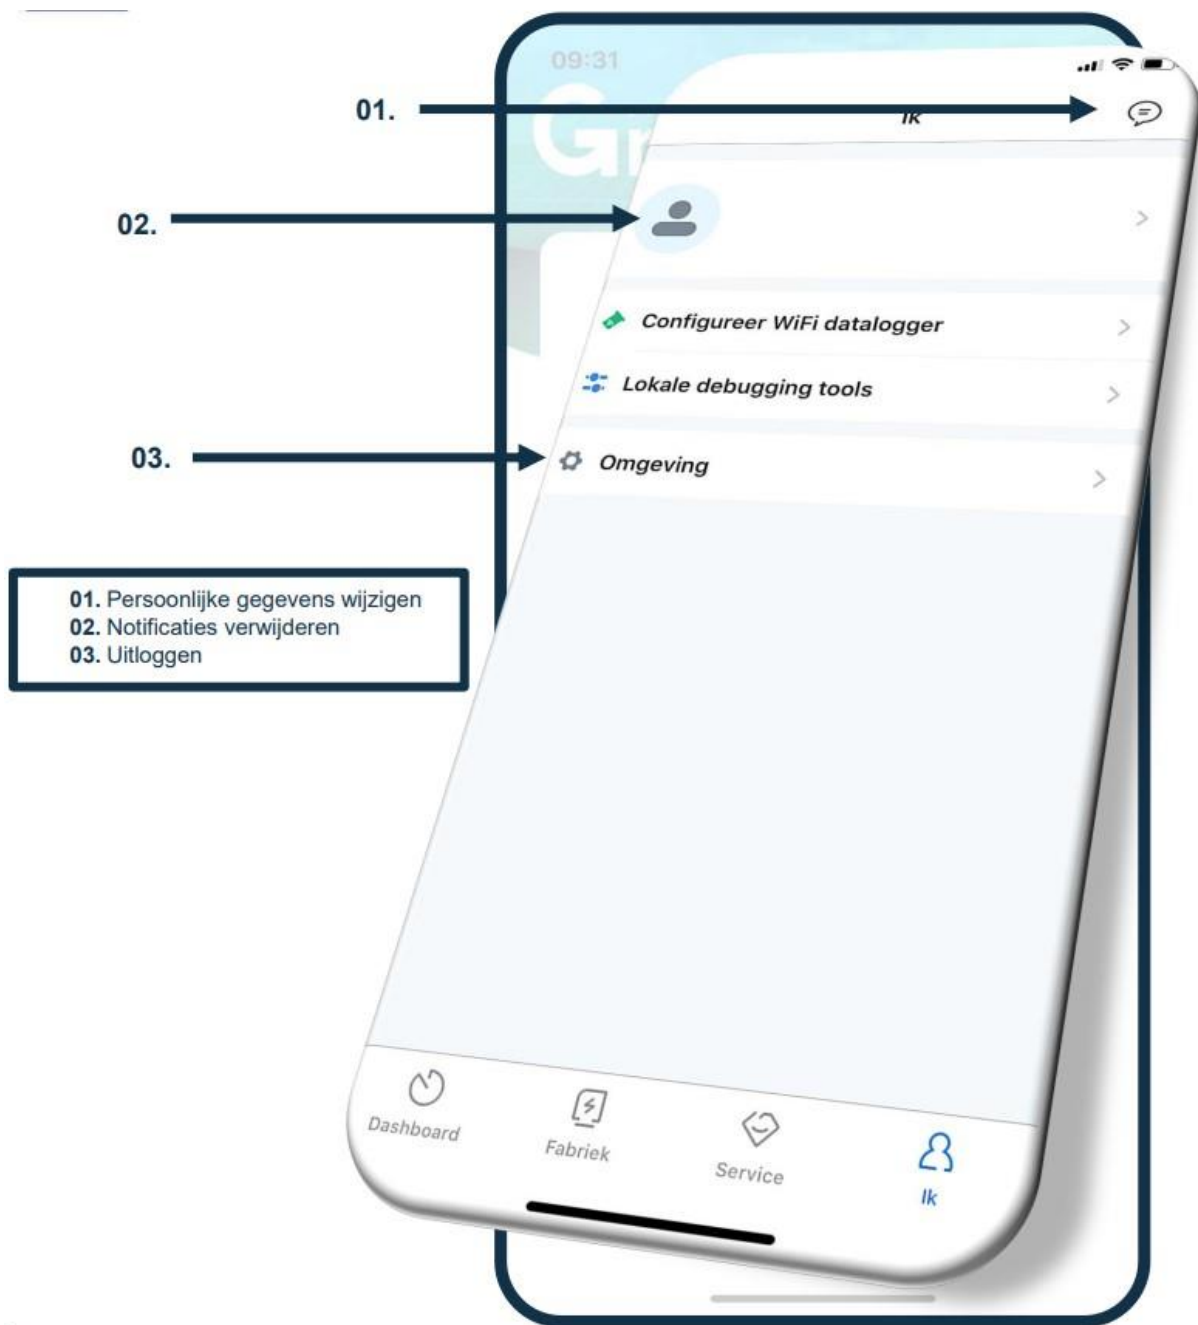 09:31
Gr
01.
Ik
02.
Configureer WiFi datalogger
Lokale debugging tools
03.
Omgeving
01. Persoonlijke gegevens wijzigen
02. Notificaties verwijderen
03. Uitloggen
Dashboard
Fabriek
Service
Ik